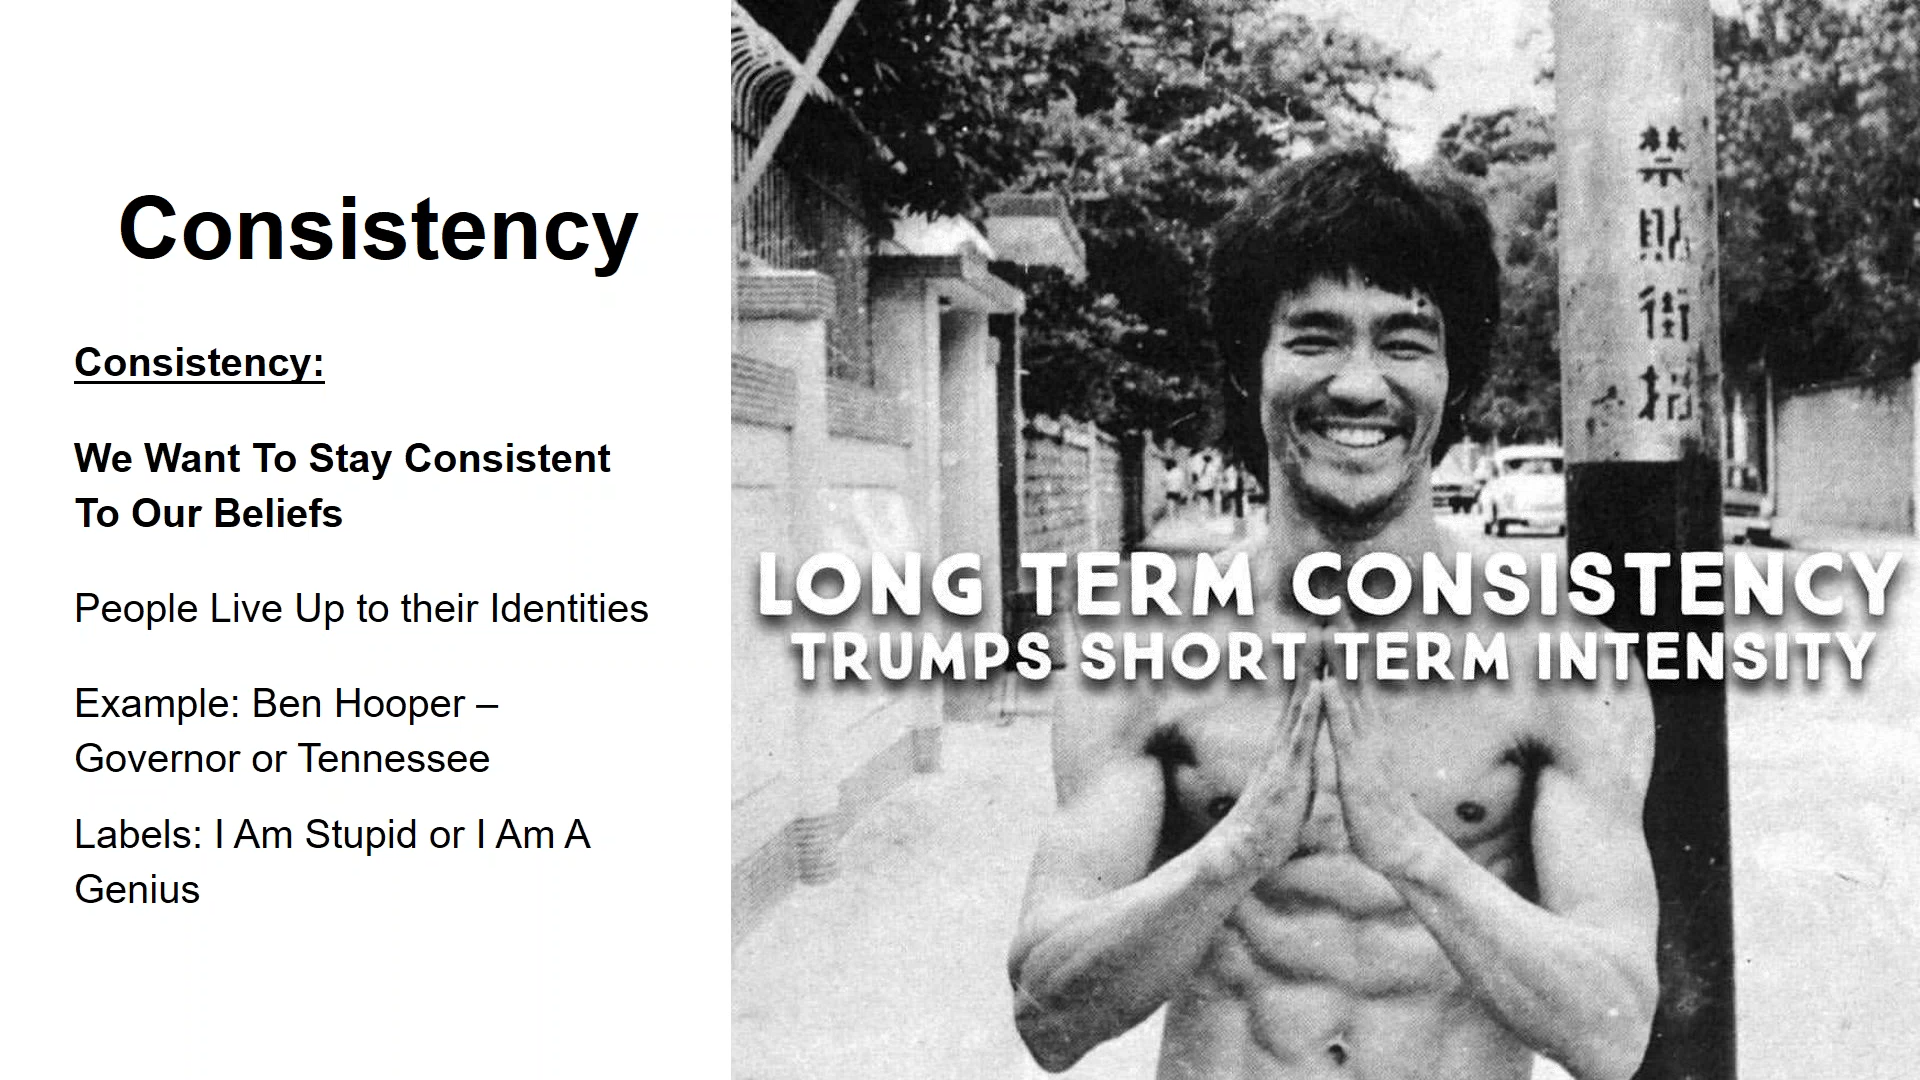 Consistency
Consistency:
We Want To Stay Consistent
To Our Beliefs
People Live Up to their Identities
Example: Ben Hooper –
Governor or Tennessee
Labels: I Am Stupid or I Am A
Genius
禁貼街招
LONG TERM CONSISTENCY
TRUMPS SHORT TERM INTENSITY